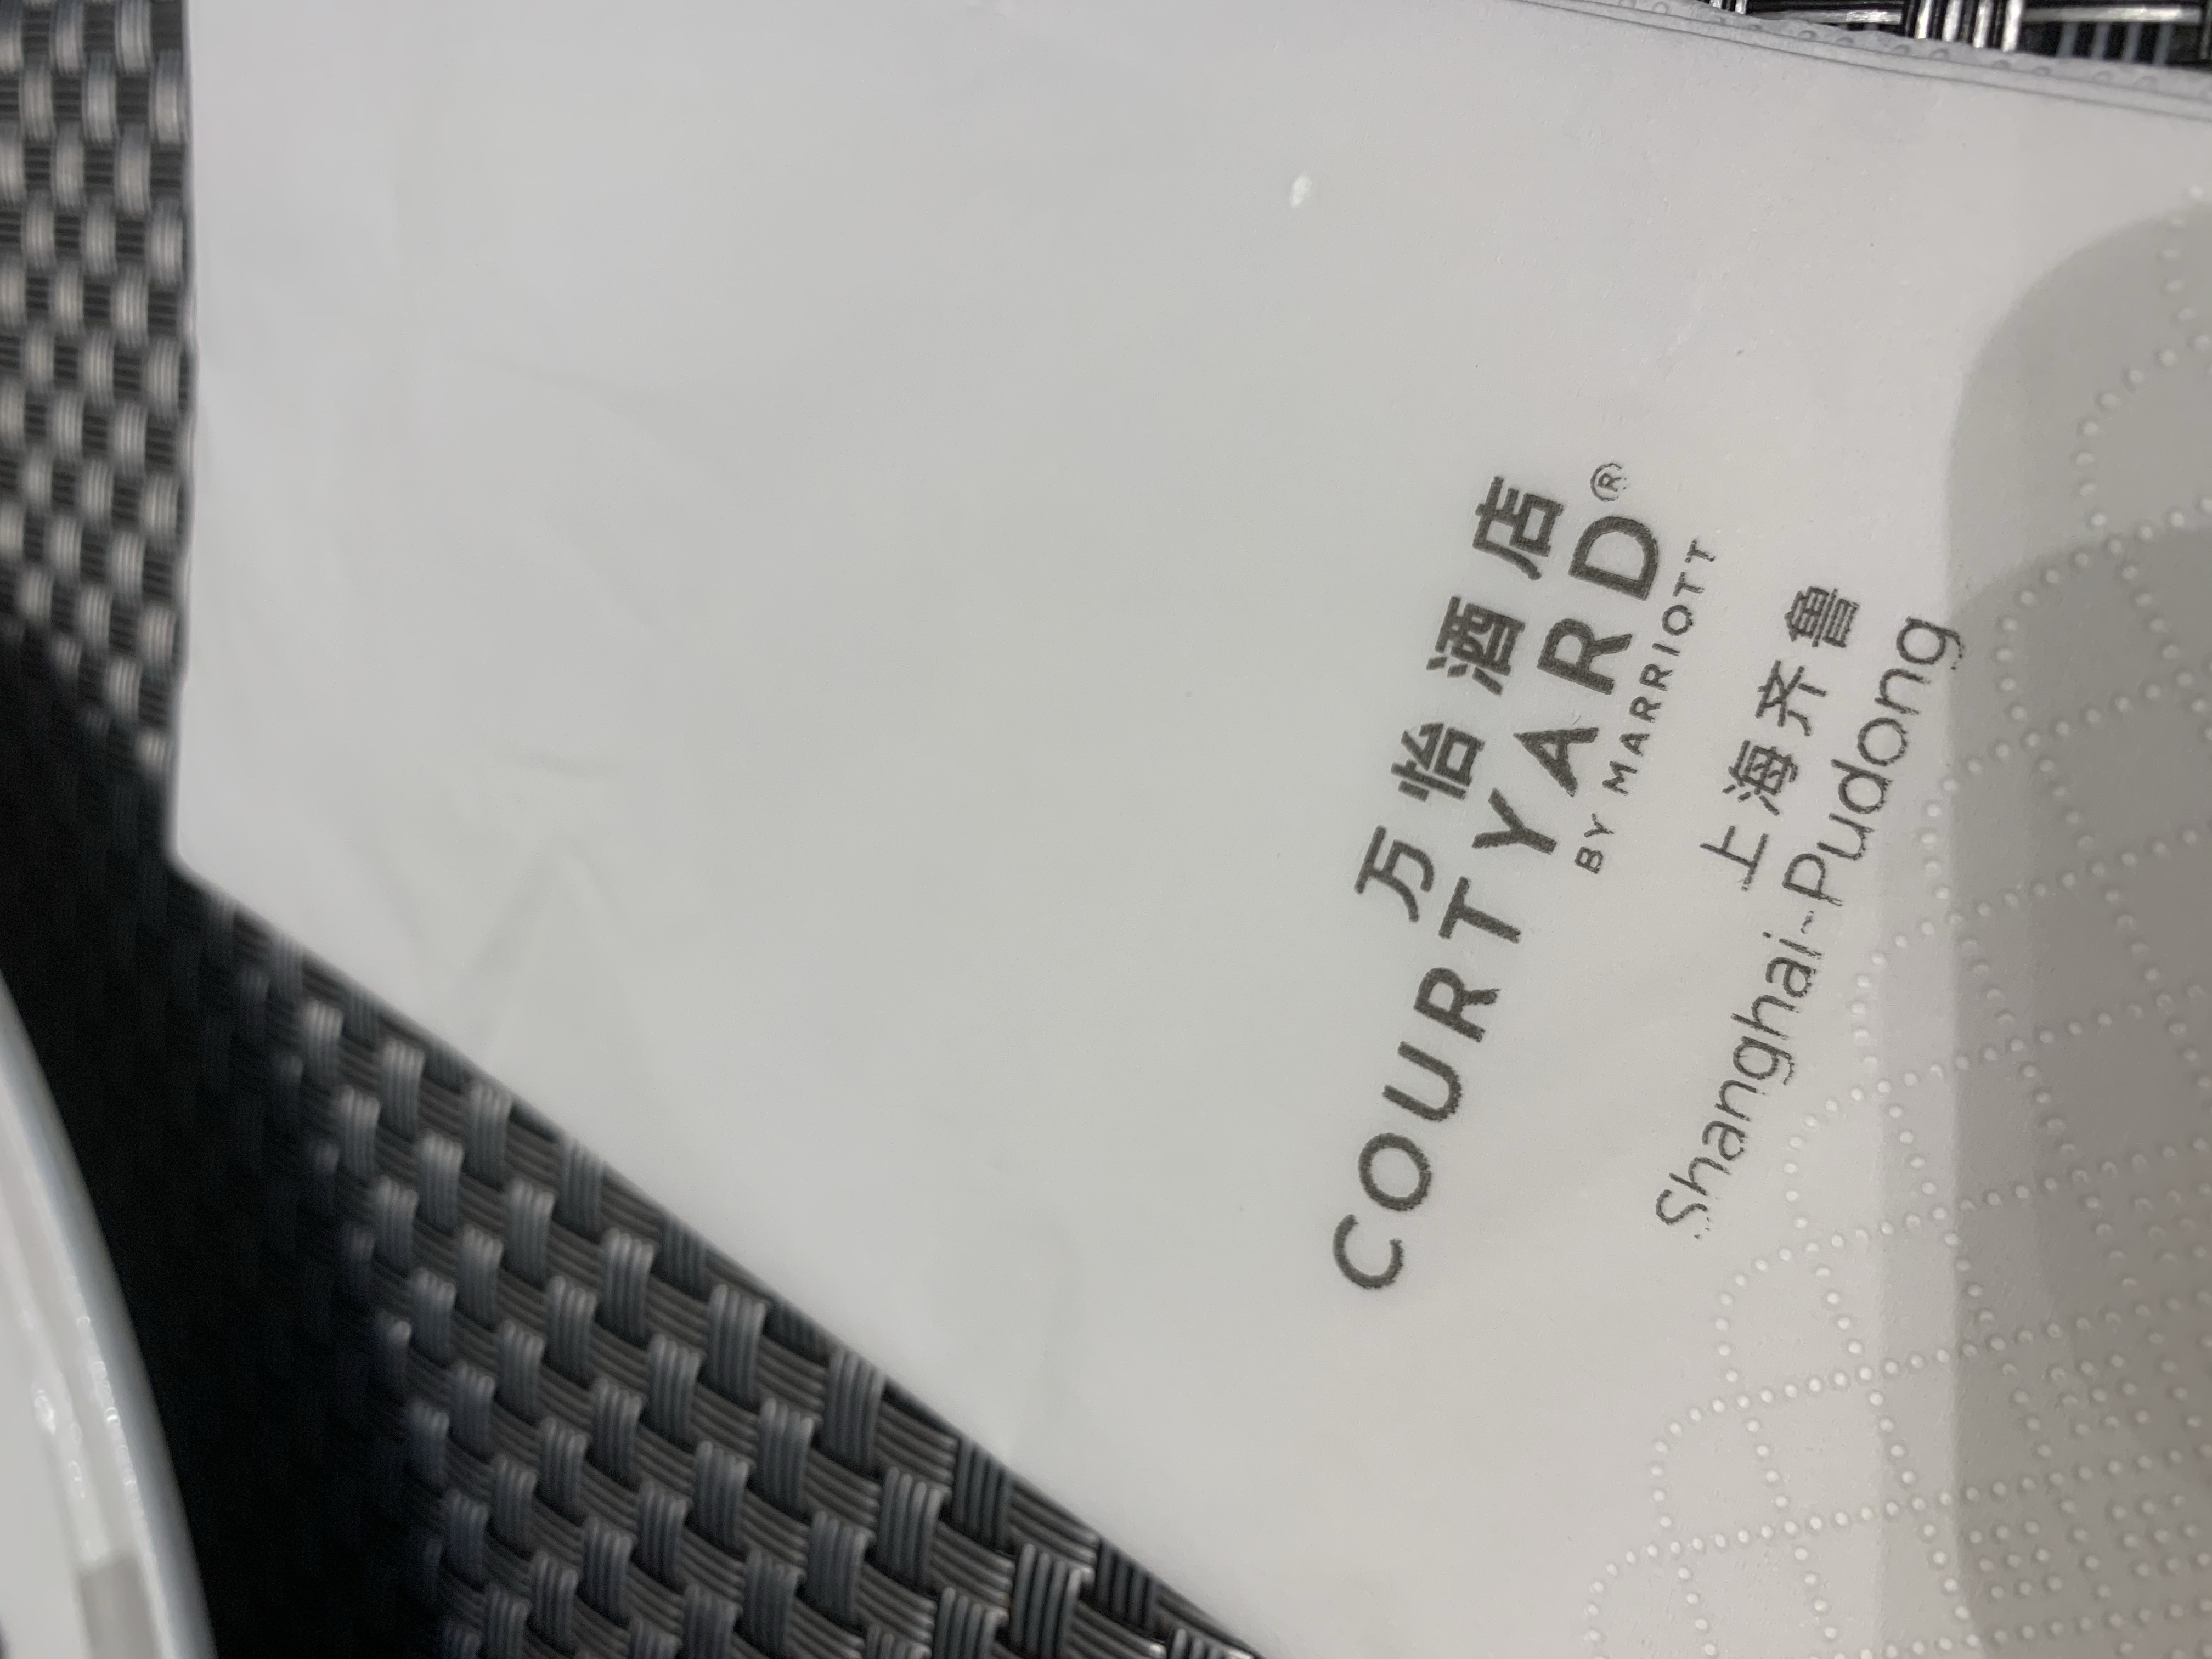 万怡酒店
COURTYARD®
BY MARRIOTT
上海齐鲁
Shanghai-Pudong